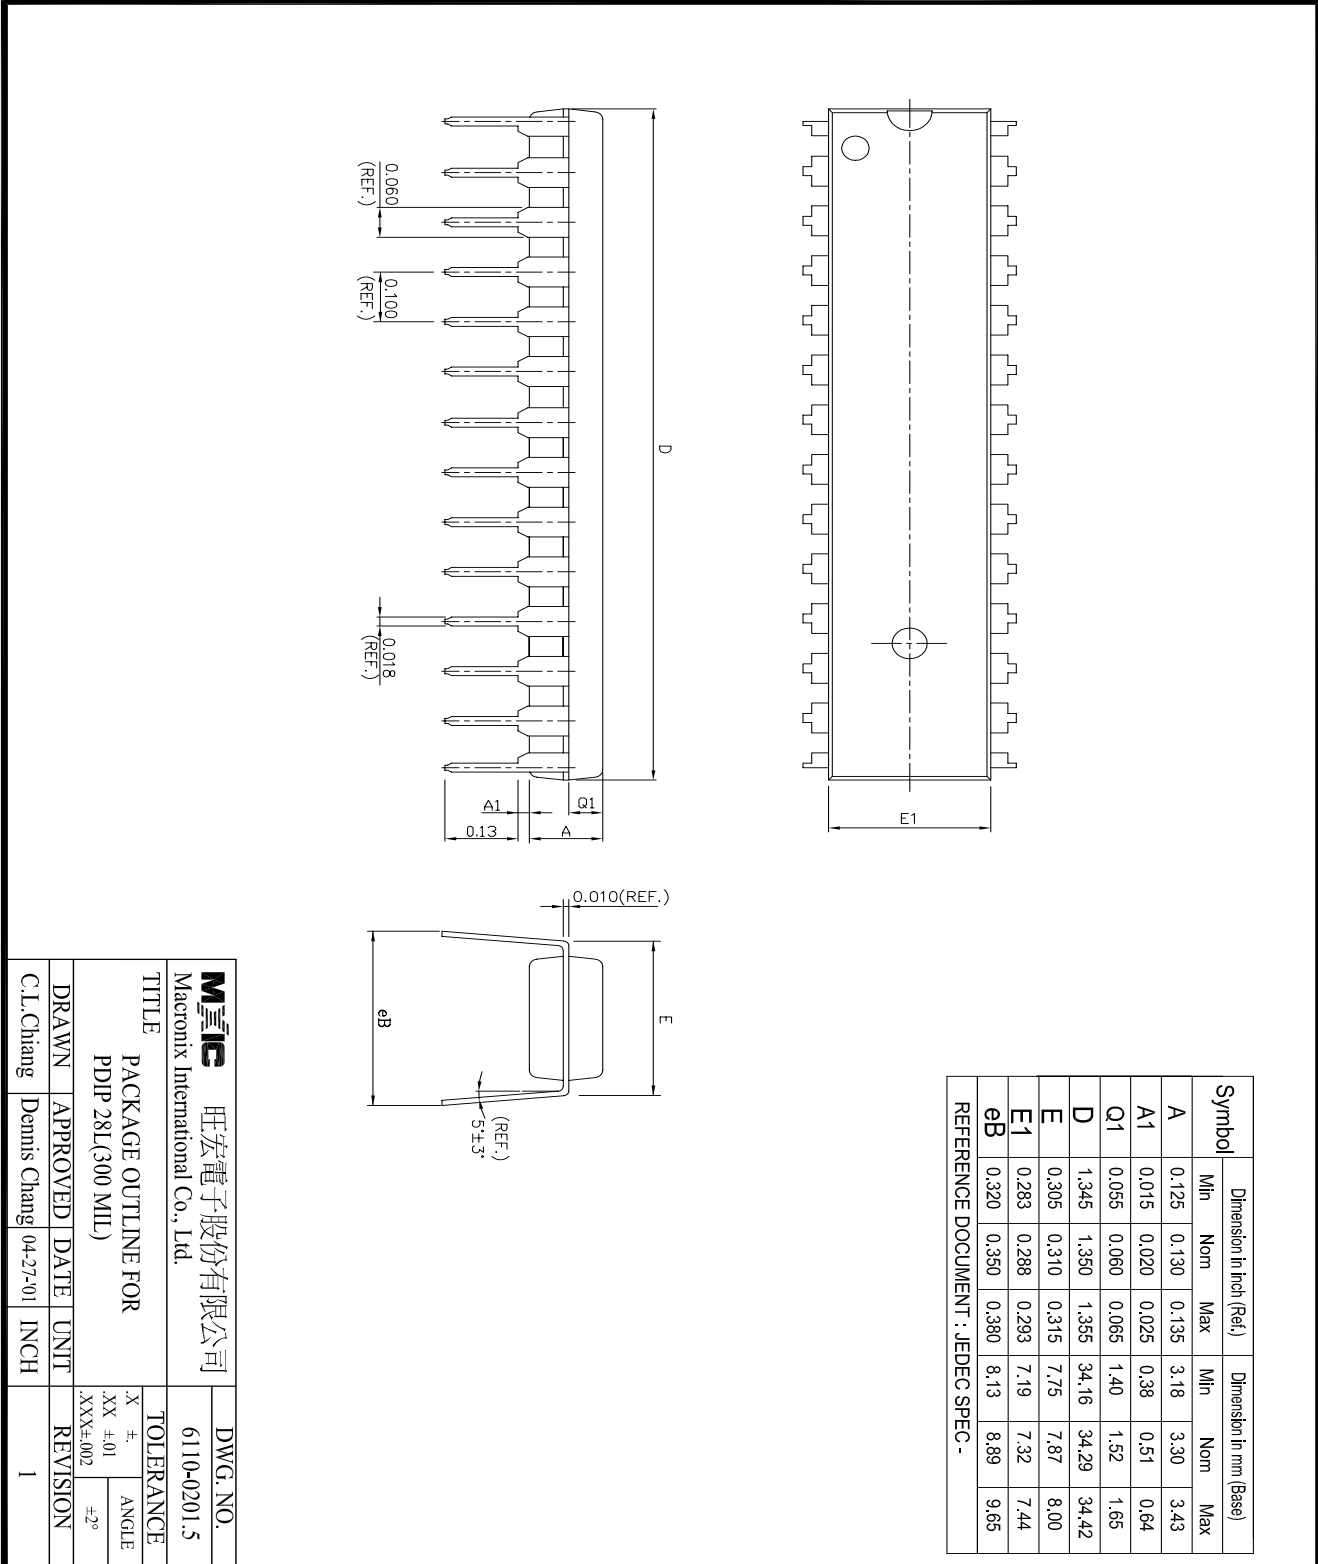 Symbol Dimension in inch (Ref.) Dimension in mm (Base)
Min Nom Max Min Nom Max
A 0.125 0.130 0.135 3.18 3.30 3.43
A1 0.015 0.020 0.025 0.38 0.51 0.64
Q1 0.055 0.060 0.065 1.40 1.52 1.65
D 1.345 1.350 1.355 34.16 34.29 34.42
E 0.305 0.310 0.315 7.75 7.87 8.00
E1 0.283 0.288 0.293 7.19 7.32 7.44
eB 0.320 0.350 0.380 8.13 8.89 9.65
REFERENCE DOCUMENT : JEDEC SPEC -
E1
D
0.060
(REF.)
0.100
(REF.)
0.018
(REF.)
A1
Q1
0.13
A
0.010(REF.)
E
eB
(REF.)
5°±3°
MXIC 旺宏電子股份有限公司
Macronix International Co., Ltd.
DWG. NO.
6110-0201.5
TITLE
PACKAGE OUTLINE FOR
PDIP 28L(300 MIL)
TOLERANCE
.X ±.
.XX ±.01
.XXX±.002
ANGLE
±2°
DRAWN APPROVED DATE UNIT REVISION
C.L.Chiang Dennis Chang 04-27-'01 INCH 1